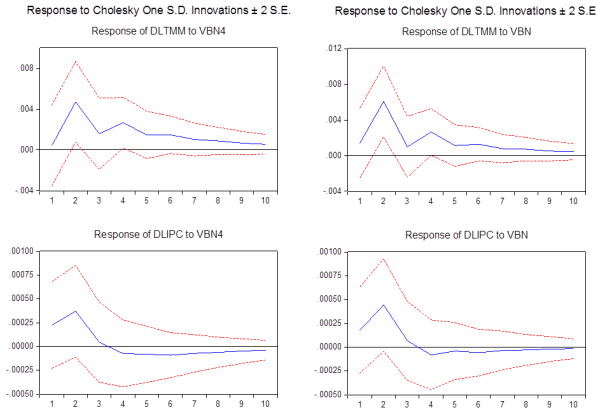 Response to Cholesky One S.D. Innovations ± 2 S.E.
Response to Cholesky One S.D. Innovations ± 2 S.E
Response of DLTMM to VBN4
.008
.004
.000
-.004
1 2 3 4 5 6 7 8 9 10
Response of DLTMM to VBN
.012
.008
.004
.000
-.004
1 2 3 4 5 6 7 8 9 10
Response of DLIPC to VBN4
.00100
.00075
.00050
.00025
.00000
-.00025
-.00050
1 2 3 4 5 6 7 8 9 10
Response of DLIPC to VBN
.00100
.00075
.00050
.00025
.00000
-.00025
-.00050
1 2 3 4 5 6 7 8 9 10